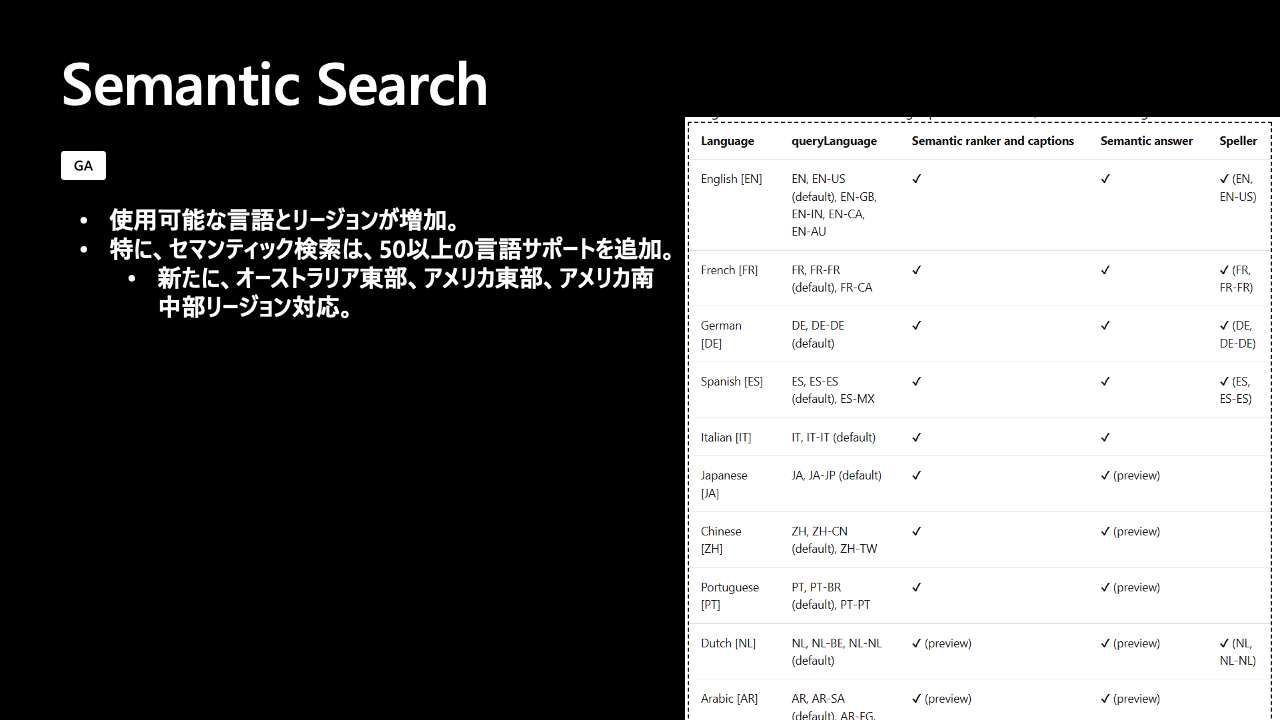 Semantic Search
GA
• 使用可能な言語とリージョンが増加。
• 特に、セマンティック検索は、50以上の言語サポートを追加。
• 新たに、オーストラリア東部、アメリカ東部、アメリカ南
中部リージョン対応。
Language queryLanguage Semantic ranker and captions Semantic answer Speller
English [EN] EN, EN-US ✓ ✓ ✓ (EN,
(default), EN-GB, EN-US)
EN-IN, EN-CA,
EN-AU
French [FR] FR, FR-FR ✓ ✓ ✓ (FR,
(default), FR-CA FR-FR)
German DE, DE-DE ✓ ✓ ✓ (DE,
[DE] (default) DE-DE)
Spanish [ES] ES, ES-ES ✓ ✓ ✓ (ES,
(default), ES-MX ES-ES)
Italian [IT] IT, IT-IT (default) ✓ ✓
Japanese JA, JA-JP (default) ✓ ✓ (preview)
[JA]
Chinese ZH, ZH-CN ✓ ✓ (preview)
[ZH] (default), ZH-TW
Portuguese PT, PT-BR ✓ ✓ (preview)
[PT] (default), PT-PT
Dutch [NL] NL, NL-BE, NL-NL ✓ (preview) ✓ (preview) ✓ (NL,
(default) NL-NL)
Arabic [AR] AR, AR-SA ✓ (preview) ✓ (preview)
(default), AR-EG,